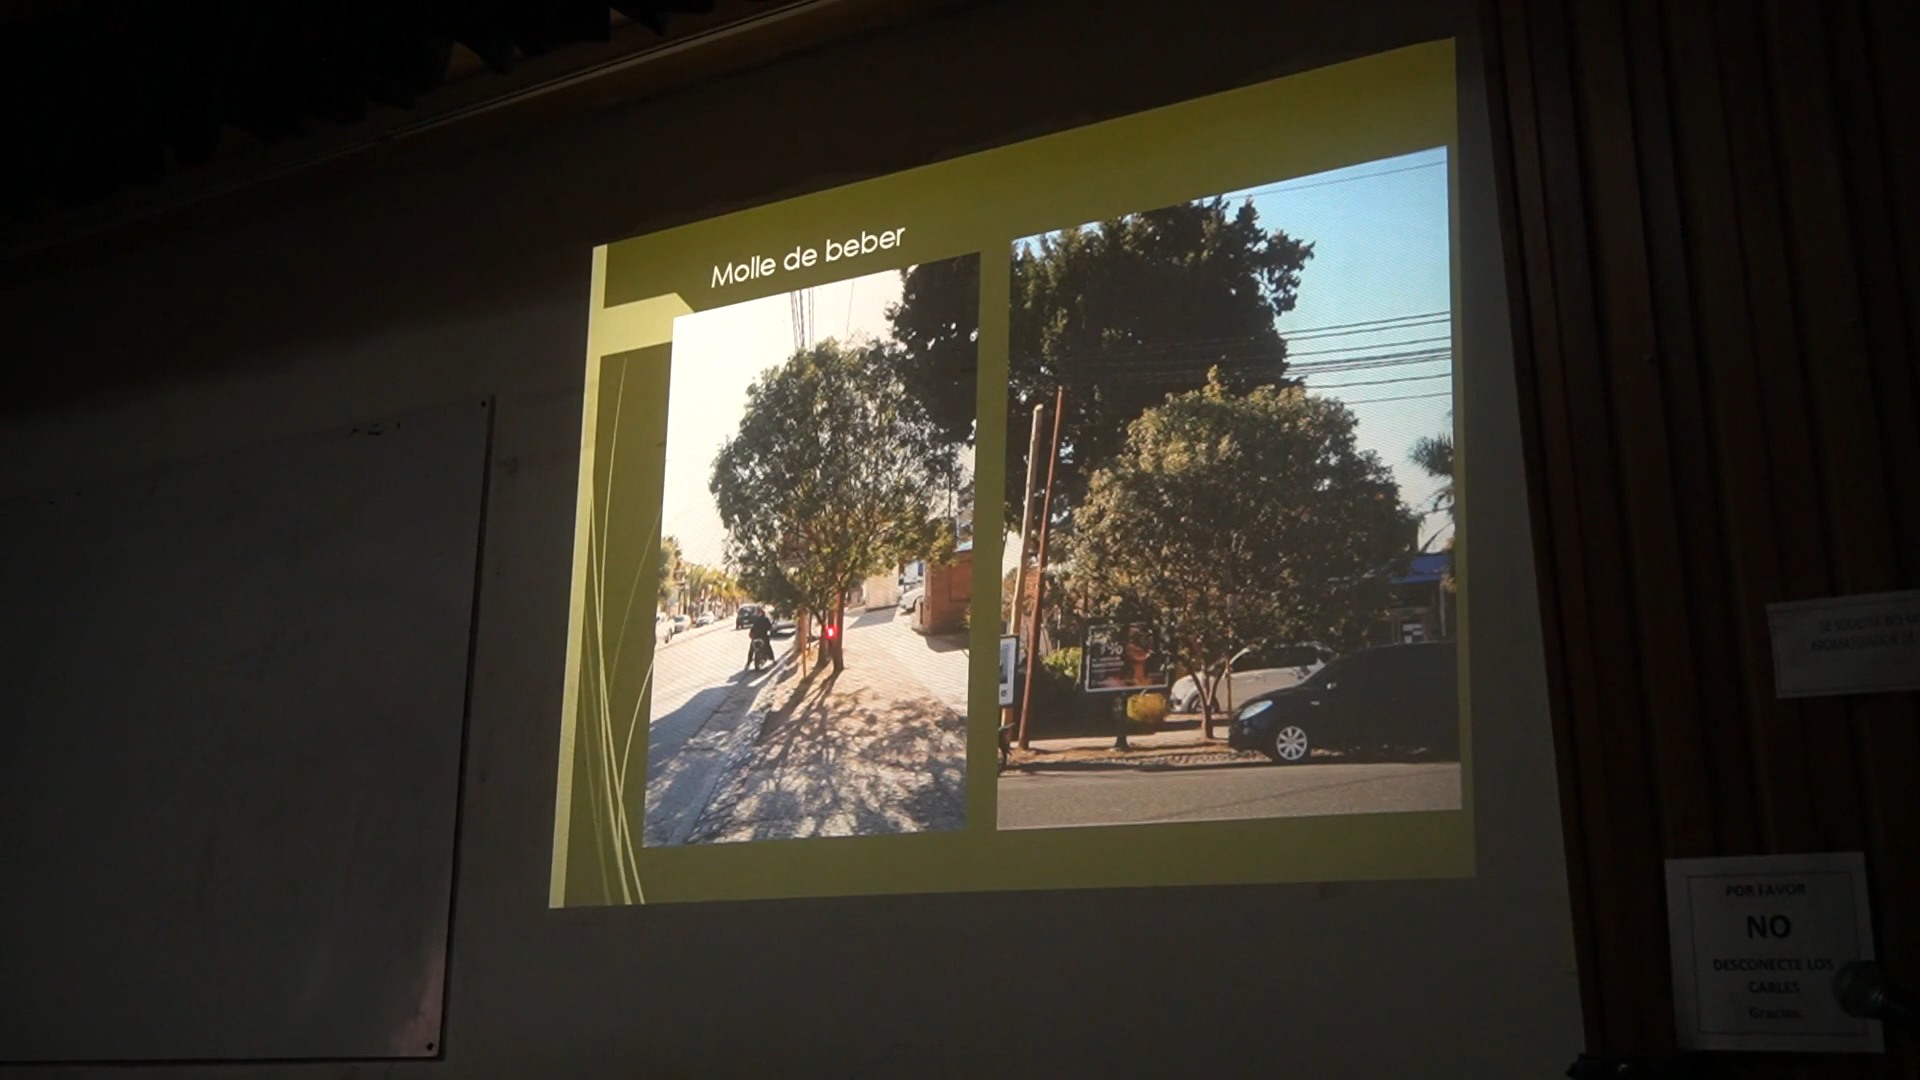 Molle de beber
POR FAVOR
NO
DESCONECTE LOS
CABLES
Gracias.